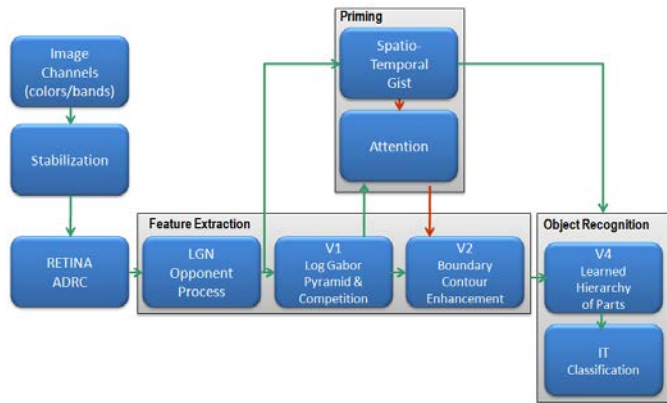 Priming
Image
Channels
(colors/bands)
Spatio-
Temporal
Gist
Stabilization
Attention
Feature Extraction
Object Recognition
RETINA
ADRC
LGN
Opponent
Process
V1
Log Gabor
Pyramid &
Competition
V2
Boundary
Contour
Enhancement
V4
Learned
Hierarchy
of Parts
IT
Classification